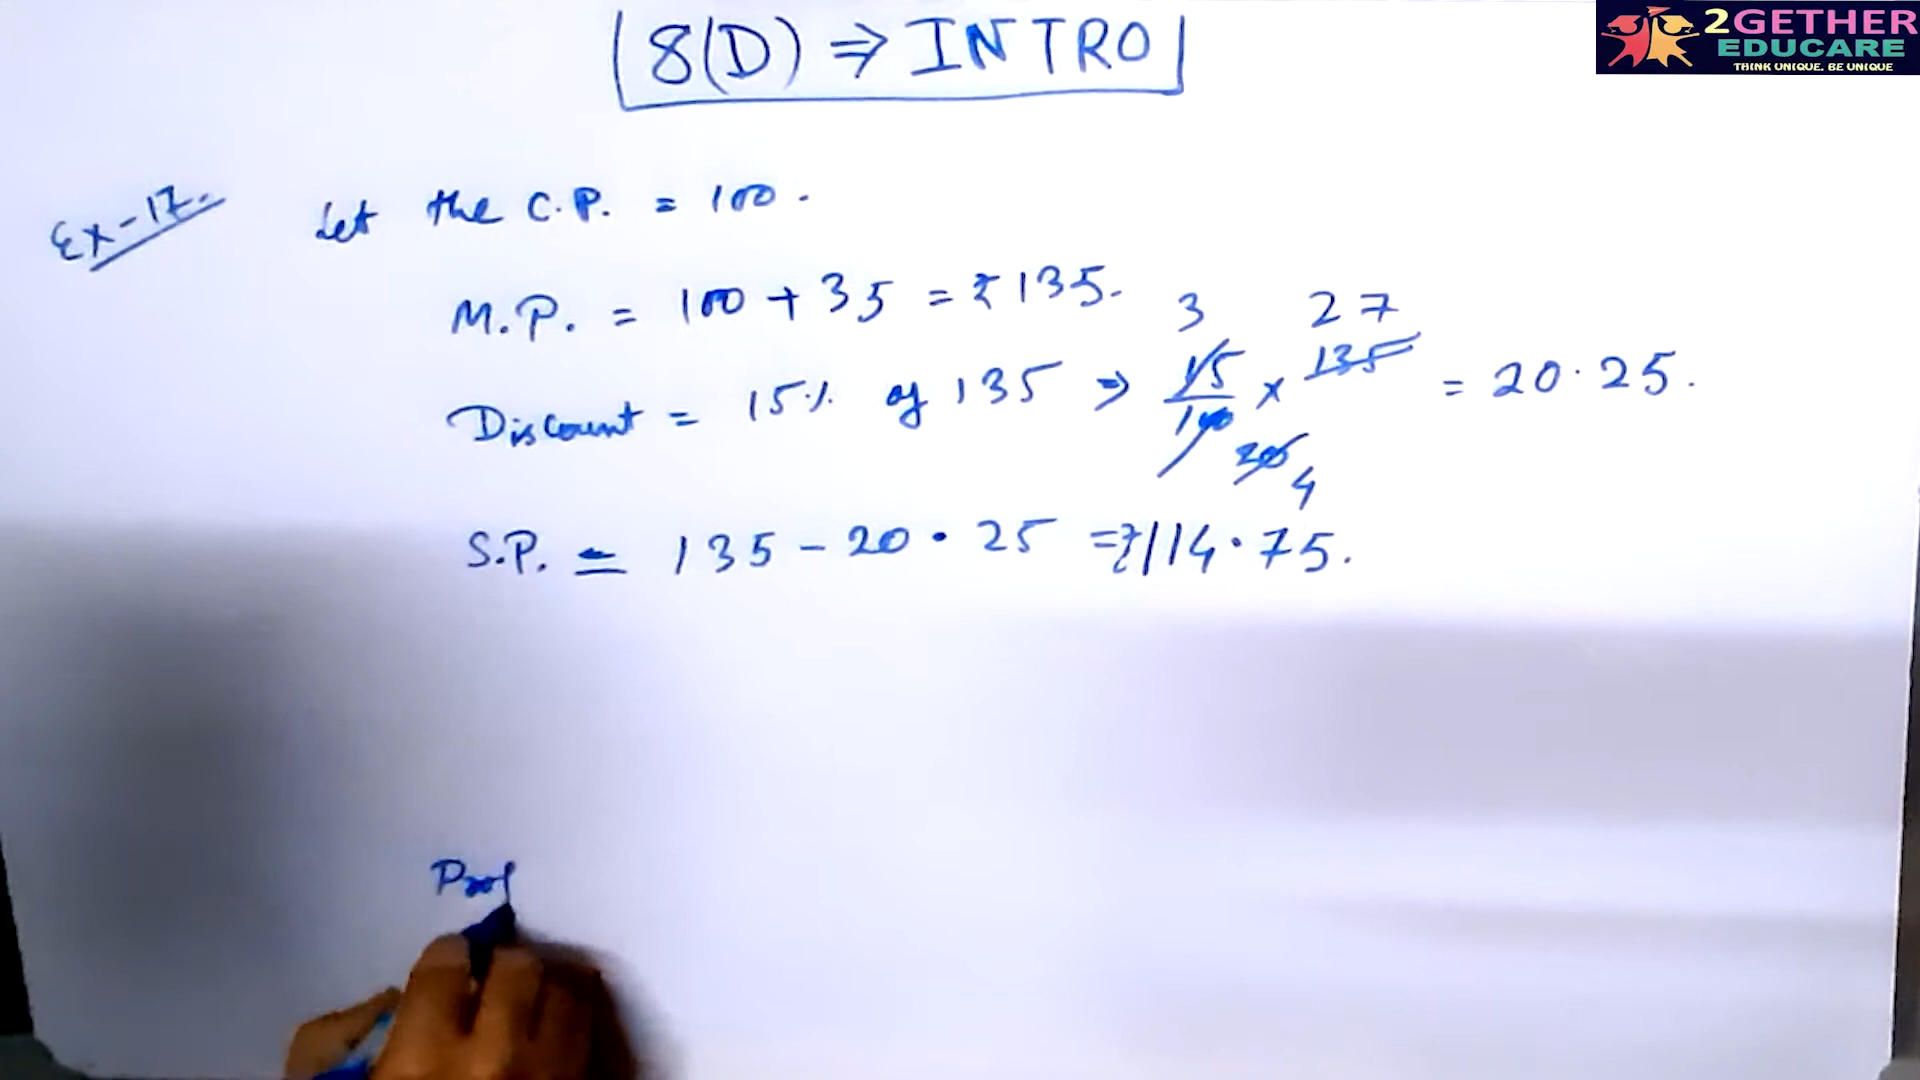 8(D) ⇒ INTRO
2GETHER
EDUCARE
THINK UNIQUE. BE UNIQUE
Ex-17.
Let the C.P. = 100.
M.P. = 100 + 35 = ₹ 135.
3 27
Discount = 15% of 135 ⇒ 15/100 × 135 = 20.25.
20
4
S.P. = 135 - 20.25 = ₹114.75.
Prof